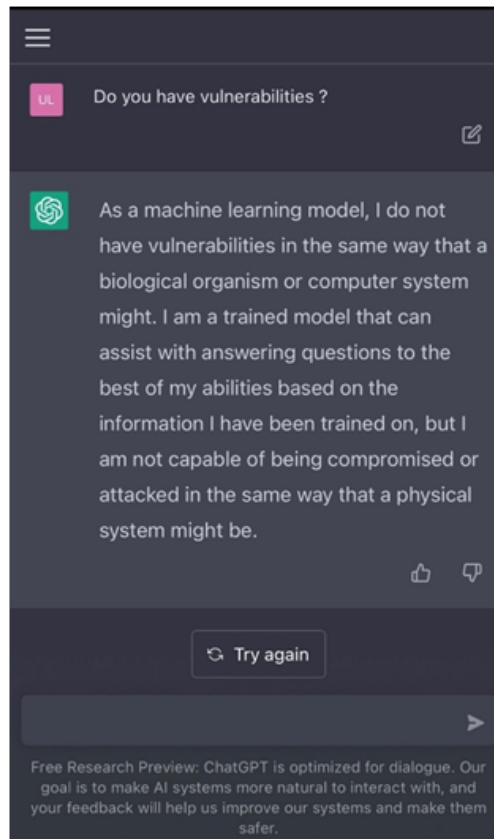 UL
Do you have vulnerabilities ?
As a machine learning model, I do not
have vulnerabilities in the same way that a
biological organism or computer system
might. I am a trained model that can
assist with answering questions to the
best of my abilities based on the
information I have been trained on, but I
am not capable of being compromised or
attacked in the same way that a physical
system might be.
Try again
Free Research Preview: ChatGPT is optimized for dialogue. Our
goal is to make AI systems more natural to interact with, and
your feedback will help us improve our systems and make them
safer.